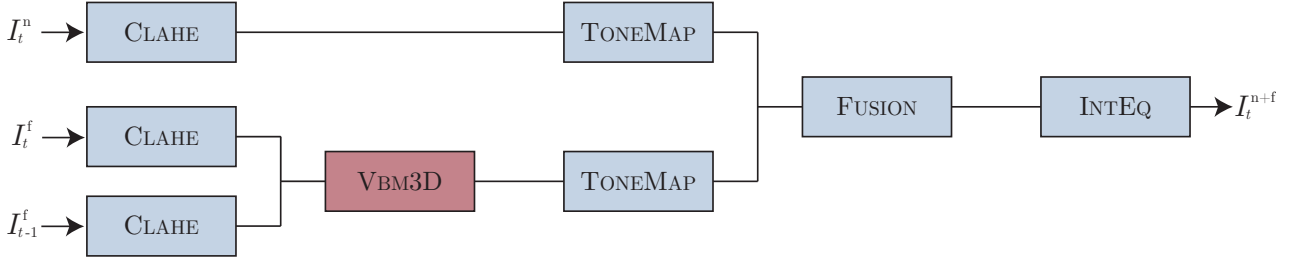 I_t^n CLAHE TONEMAP
FUSION INTEQ I_t^{n+f}
I_t^f CLAHE
VBM3D TONEMAP
I_{t-1}^f CLAHE